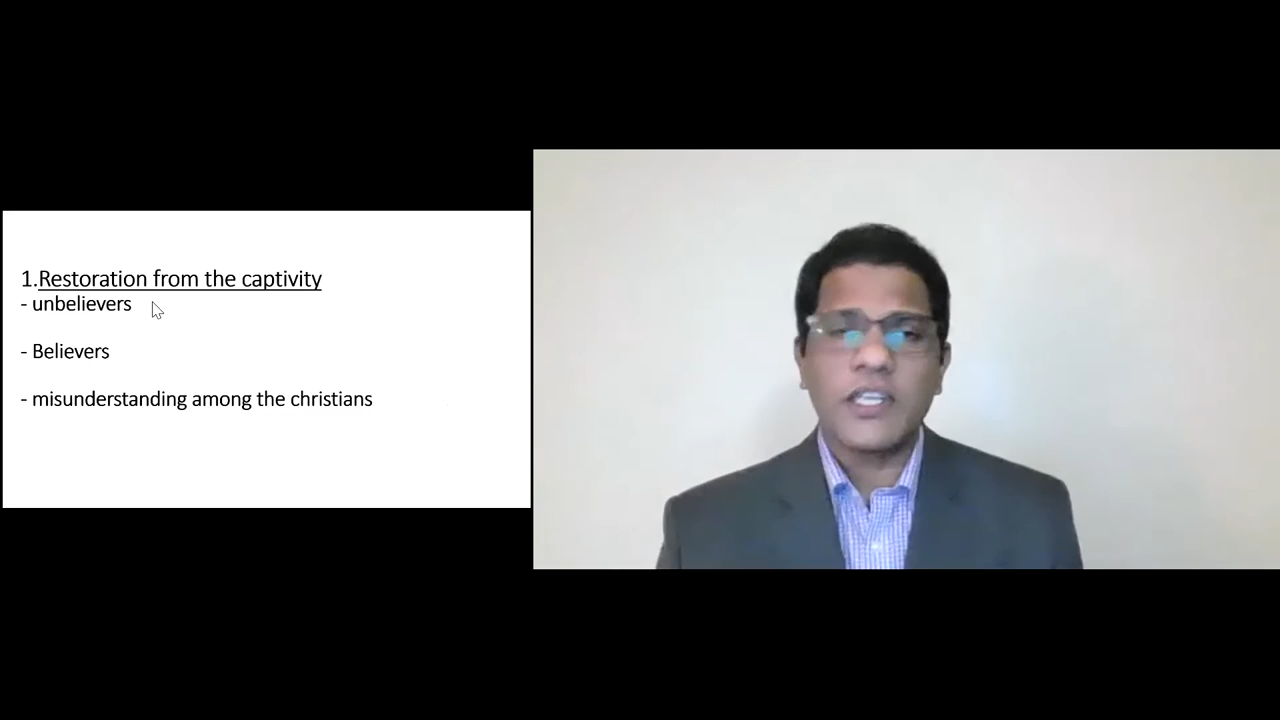 1.Restoration from the captivity
- unbelievers
- Believers
- misunderstanding among the christians